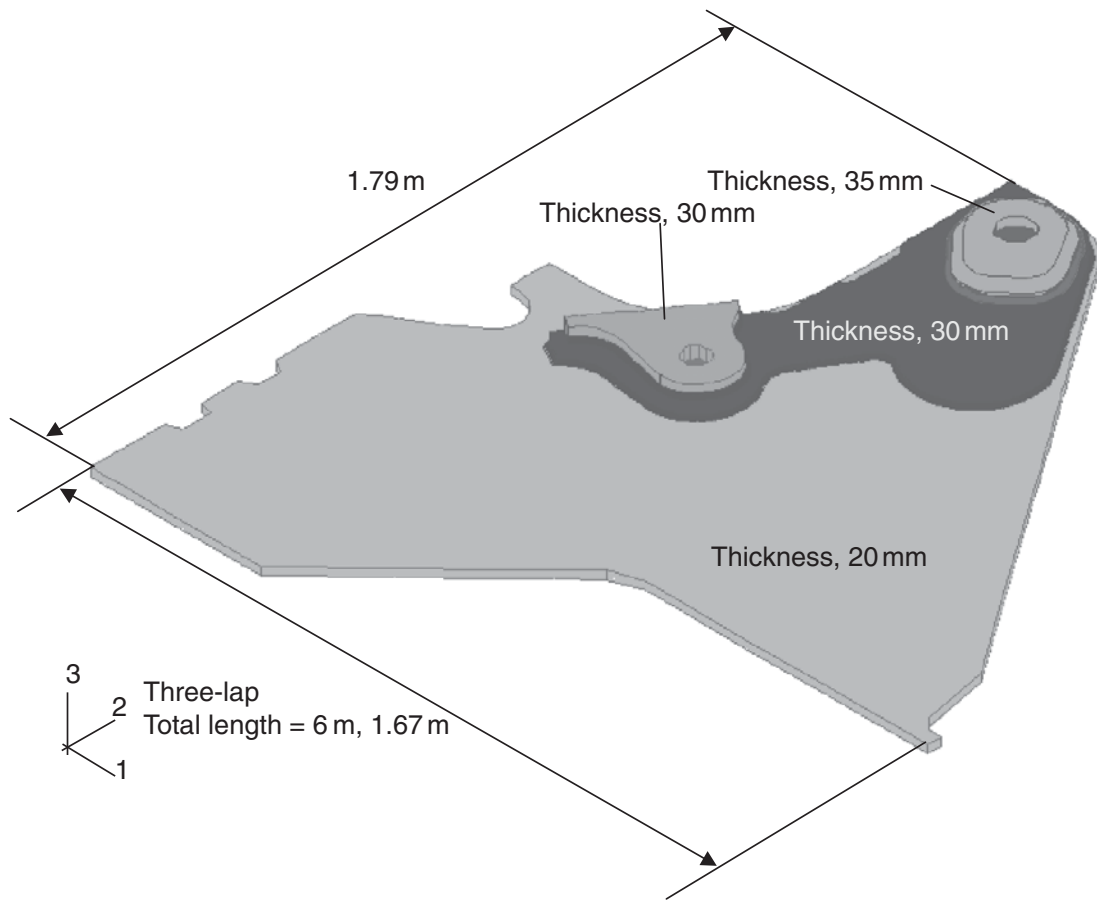 1.79 m
Thickness, 35 mm
Thickness, 30 mm
Thickness, 30 mm
Thickness, 20 mm
3
2
1
Three-lap
Total length = 6 m, 1.67 m